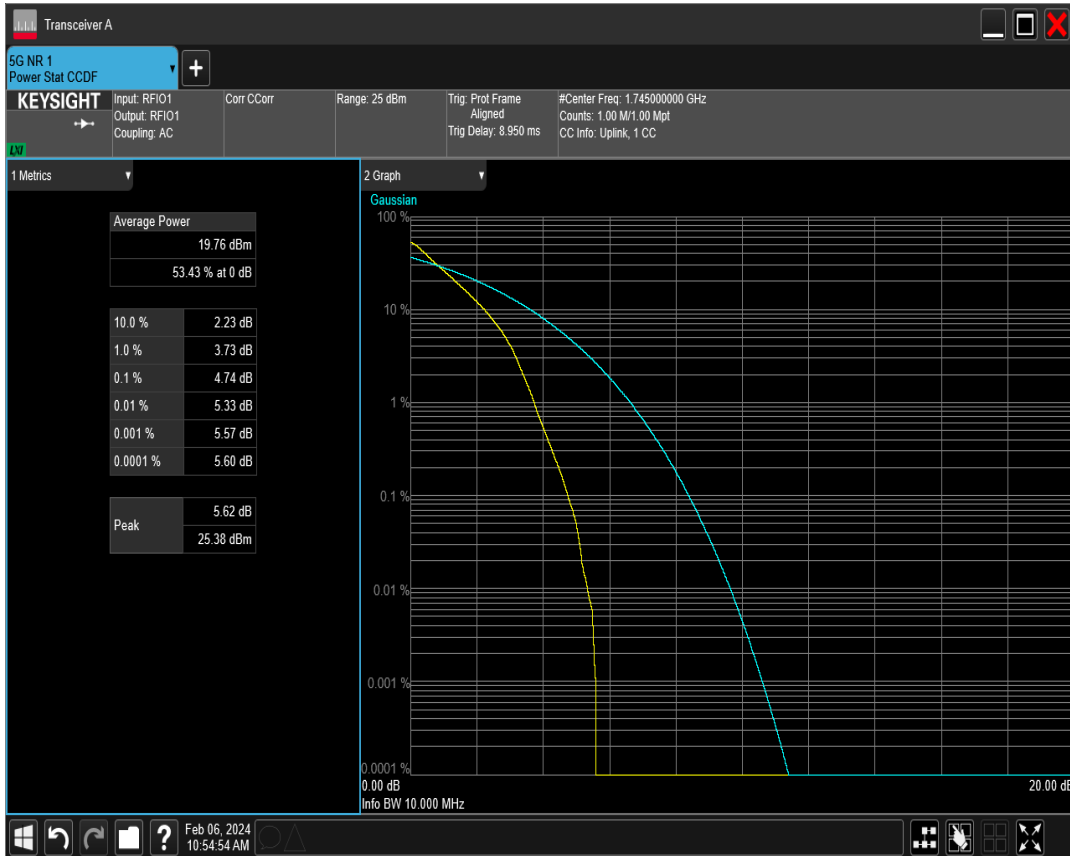 Transceiver A
5G NR 1
Power Stat CCDF
KEYSIGHT
LXI
Input: RFIO1
Output: RFIO1
Coupling: AC
Corr CCorr
Range: 25 dBm
Trig: Prot Frame
Aligned
Trig Delay: 8.950 ms
#Center Freq: 1.745000000 GHz
Counts: 1.00 M/1.00 Mpt
CC Info: Uplink, 1 CC
1 Metrics
Average Power
19.76 dBm
53.43 % at 0 dB
10.0 % 2.23 dB
1.0 % 3.73 dB
0.1 % 4.74 dB
0.01 % 5.33 dB
0.001 % 5.57 dB
0.0001 % 5.60 dB
Peak
5.62 dB
25.38 dBm
2 Graph
Gaussian
100 %
10 %
1 %
0.1 %
0.01 %
0.001 %
0.0001 %
0.00 dB
20.00 dB
Info BW 10.000 MHz
?
Feb 06, 2024
10:54:54 AM